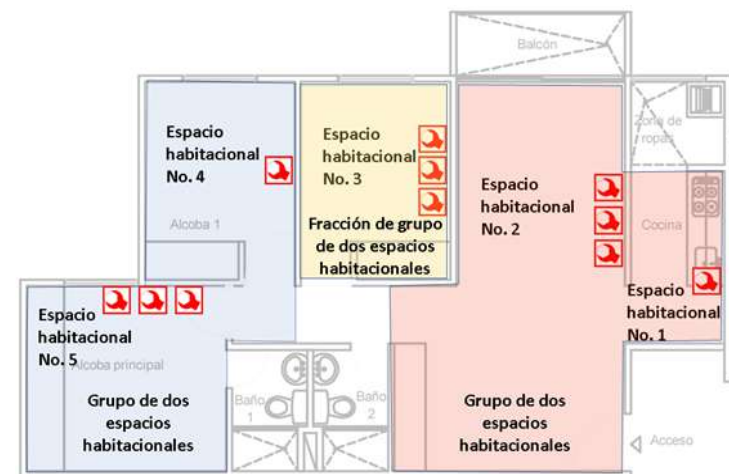 Balcón
Zona de
ropas
Espacio
habitacional
No. 4
Alcoba 1
Espacio
habitacional
No. 3
Fracción de grupo
de dos espacios
habitacionales
Espacio
habitacional
No. 2
Cocina
Espacio
habitacional
No. 1
Espacio
habitacional
No. 5
Alcoba principal
Grupo de dos
espacios
habitacionales
Baño
1
Baño
2
Grupo de dos
espacios
habitacionales
Acceso